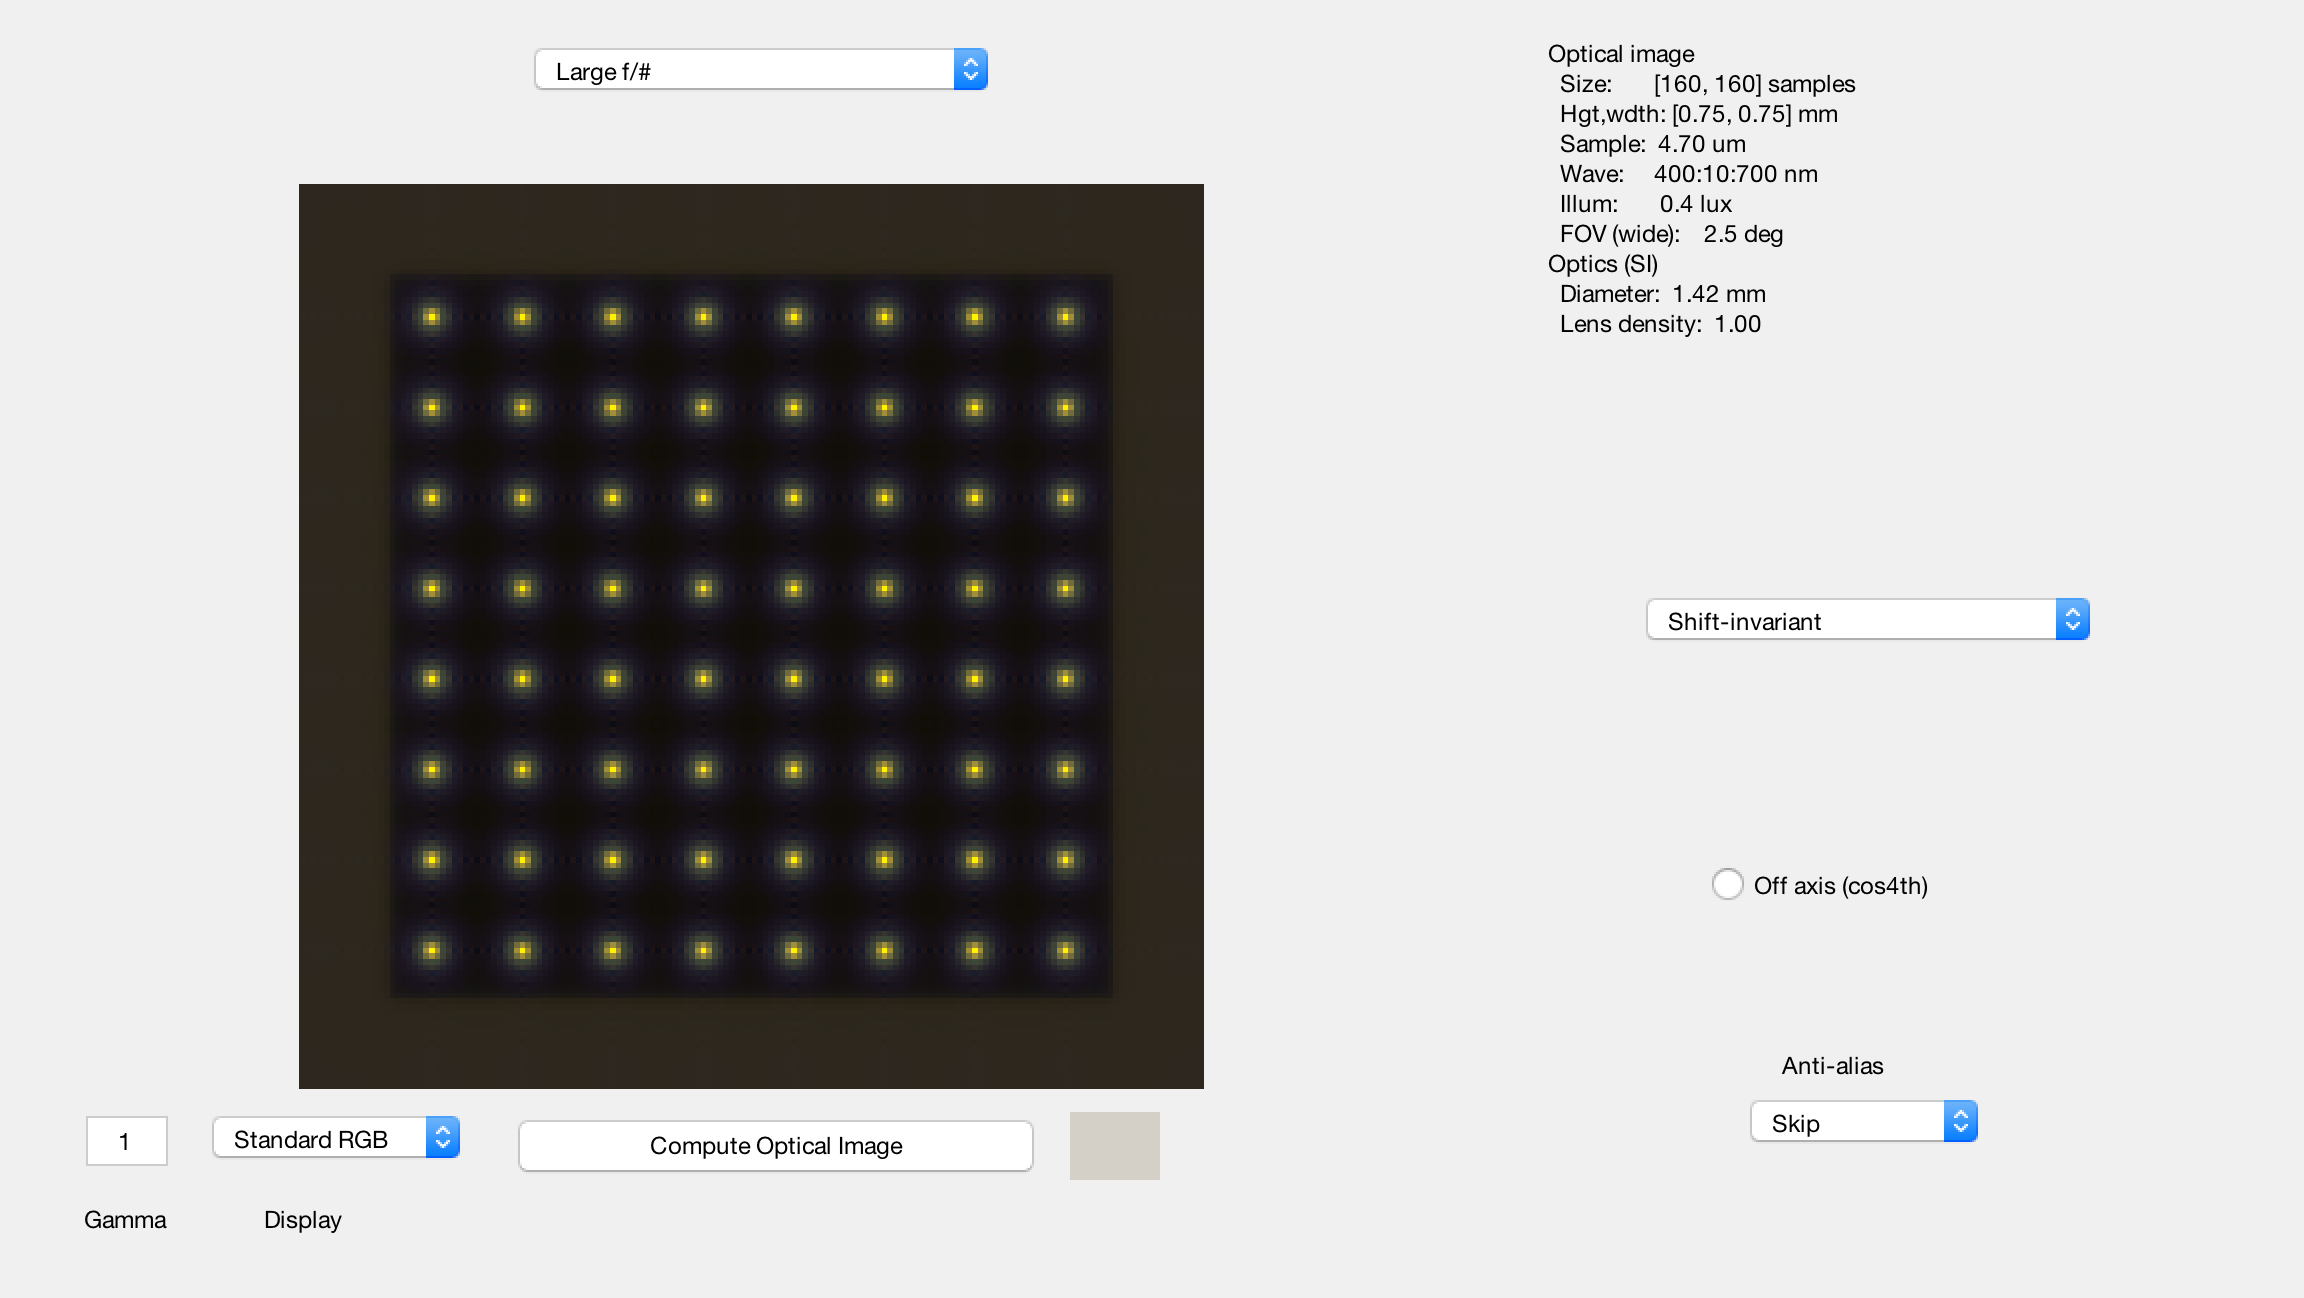 Large f/#
Optical image
Size: [160, 160] samples
Hgt,wdth: [0.75, 0.75] mm
Sample: 4.70 um
Wave: 400:10:700 nm
Illum: 0.4 lux
FOV (wide): 2.5 deg
Optics (SI)
Diameter: 1.42 mm
Lens density: 1.00
Shift-invariant
Off axis (cos4th)
Anti-alias
Skip
1
Standard RGB
Compute Optical Image
Gamma
Display